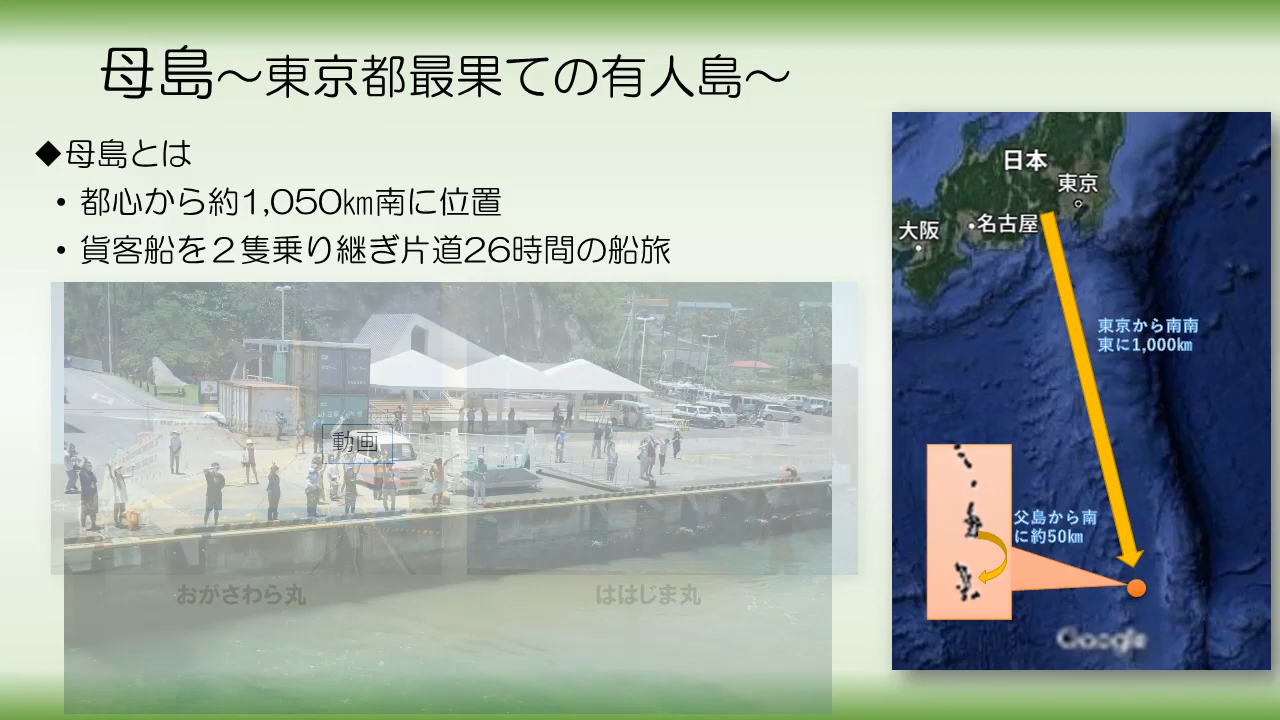 母島～東京都最果ての有人島～
◆母島とは
・都心から約1,050㎞南に位置
・貨客船を２隻乗り継ぎ片道26時間の船旅
動画
おがさわら丸
ははじま丸
日本
東京
大阪
名古屋
東京から南南
東に1,000㎞
父島から南
に約50㎞
Google